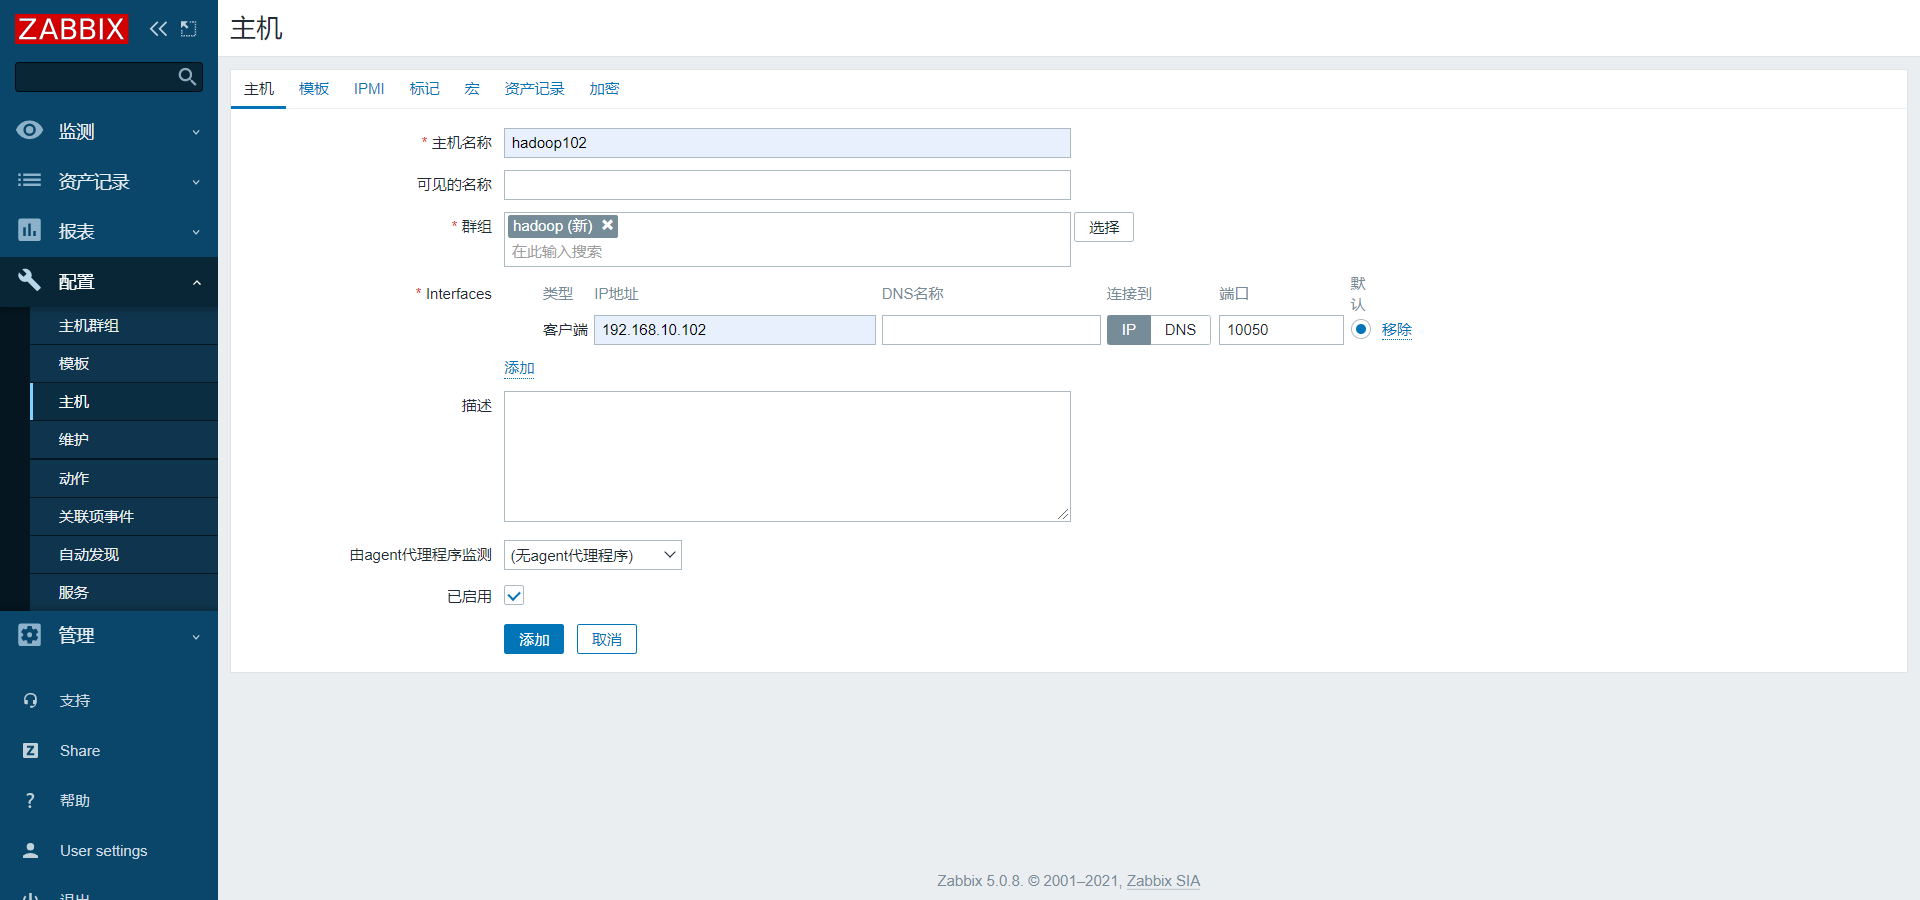 ZABBIX
监测
资产记录
报表
配置
主机群组
模板
主机
维护
动作
关联项事件
自动发现
服务
管理
支持
Share
帮助
User settings
退出
主机
主机 模板 IPMI 标记 宏 资产记录 加密
* 主机名称 hadoop102
可见的名称
* 群组 hadoop (新) 选择
在此输入搜索
* Interfaces 类型 IP地址 DNS名称 连接到 端口 默认
客户端 192.168.10.102 IP DNS 10050 移除
添加
描述
由agent代理程序监测 (无agent代理程序)
已启用
添加 取消
Zabbix 5.0.8. © 2001–2021, Zabbix SIA